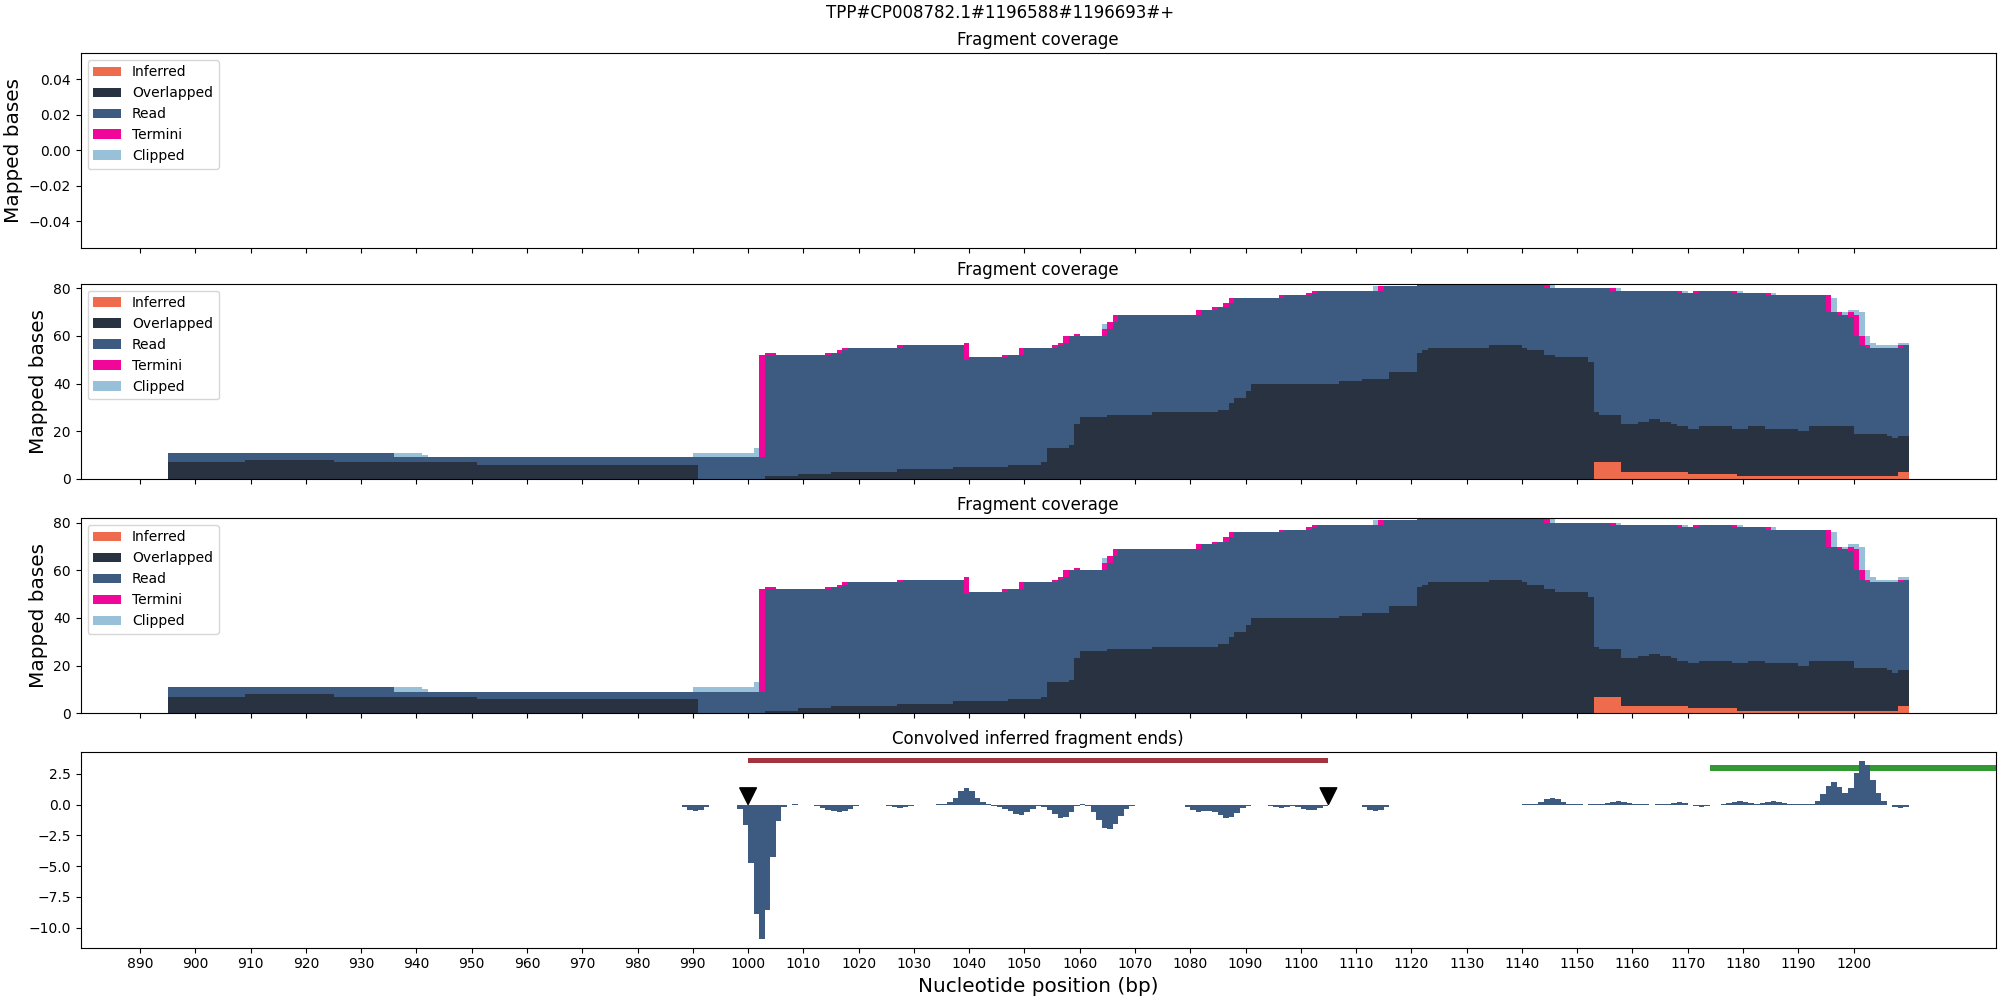 TPP#CP008782.1#1196588#1196693#+
Fragment coverage
Mapped bases
0.04
0.02
0.00
−0.02
−0.04
Inferred
Overlapped
Read
Termini
Clipped
Fragment coverage
Mapped bases
80
60
40
20
0
Inferred
Overlapped
Read
Termini
Clipped
Fragment coverage
Mapped bases
80
60
40
20
0
Inferred
Overlapped
Read
Termini
Clipped
Convolved inferred fragment ends)
2.5
0.0
−2.5
−5.0
−7.5
−10.0
890 900 910 920 930 940 950 960 970 980 990 1000 1010 1020 1030 1040 1050 1060 1070 1080 1090 1100 1110 1120 1130 1140 1150 1160 1170 1180 1190 1200
Nucleotide position (bp)